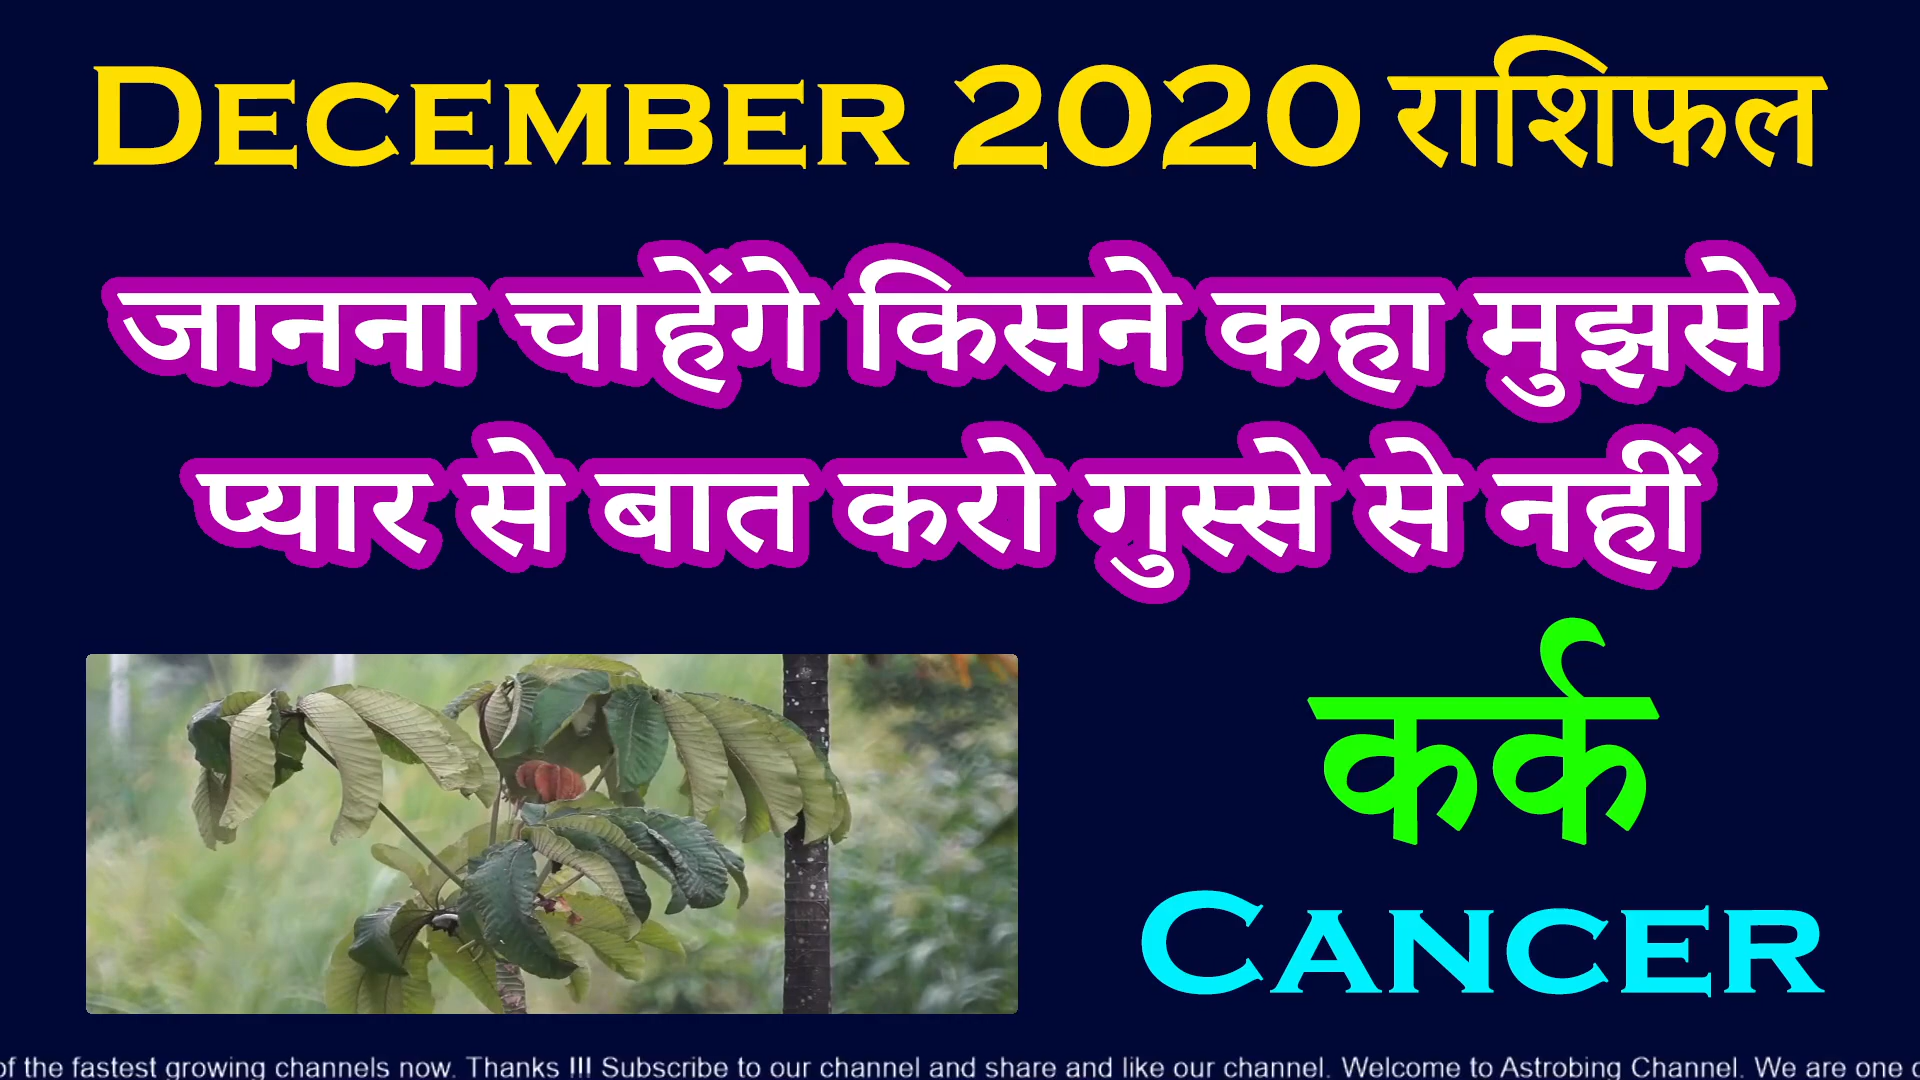 DECEMBER 2020 राशिफल
जानना चाहेंगे किसने कहा मुझसे
प्यार से बात करो गुस्से से नहीं
कर्क
CANCER
of the fastest growing channels now. Thanks !!! Subscribe to our channel and share and like our channel. Welcome to Astrobing Channel. We are one